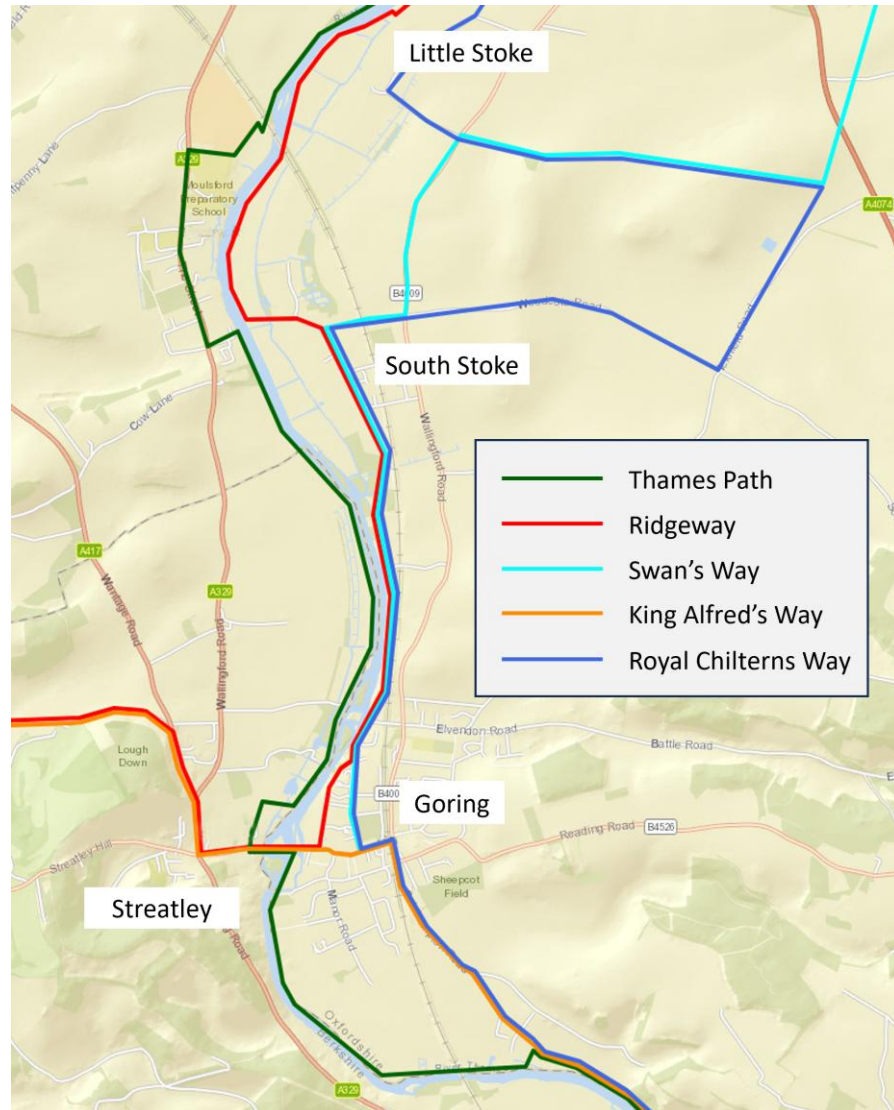 Little Stoke
A329
Moulsford
Preparatory
School
A4074
B4009
South Stoke
Cow Lane
Wallingford Road
Thames Path
Ridgeway
Swan's Way
King Alfred's Way
Royal Chilterns Way
A417
A329
Wantage Road
Wallingford Road
Elvendon Road
Battle Road
Lough
Down
Goring
Reading Road
B4526
Streatley Hill
Sheepcot
Field
Streatley
Manor Road
Road
Oxfordshire
Berkshire
A329